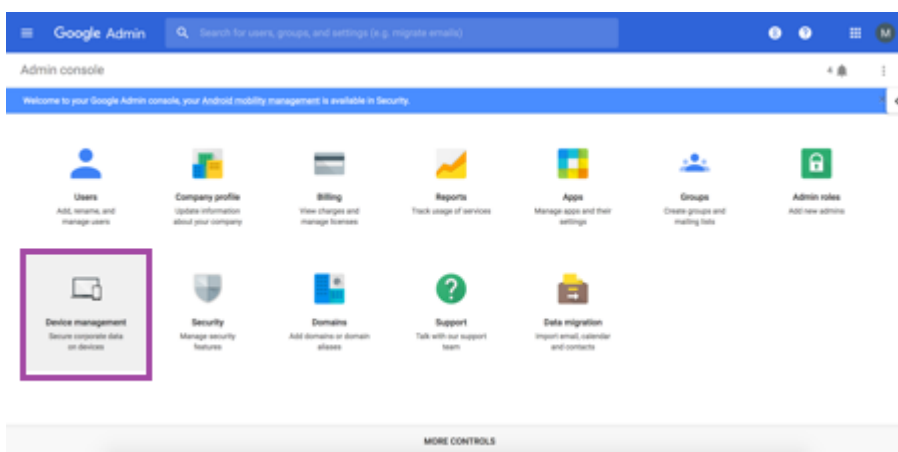 Google Admin
Search for users, groups, and settings (e.g. migrate emails)
M
Admin console
4
Welcome to your Google Admin console, your Android mobility management is available in Security.
Users
Add, rename, and
manage users
Company profile
Update information
about your company
Billing
View charges and
manage licenses
Reports
Track usage of services
Apps
Manage apps and their
settings
Groups
Create groups and
mailing lists
Admin roles
Add new admins
Device management
Secure corporate data
on devices
Security
Manage security
features
Domains
Add domains or domain
aliases
?
Support
Talk with our support
team
Data migration
Import email, calendar
and contacts
MORE CONTROLS